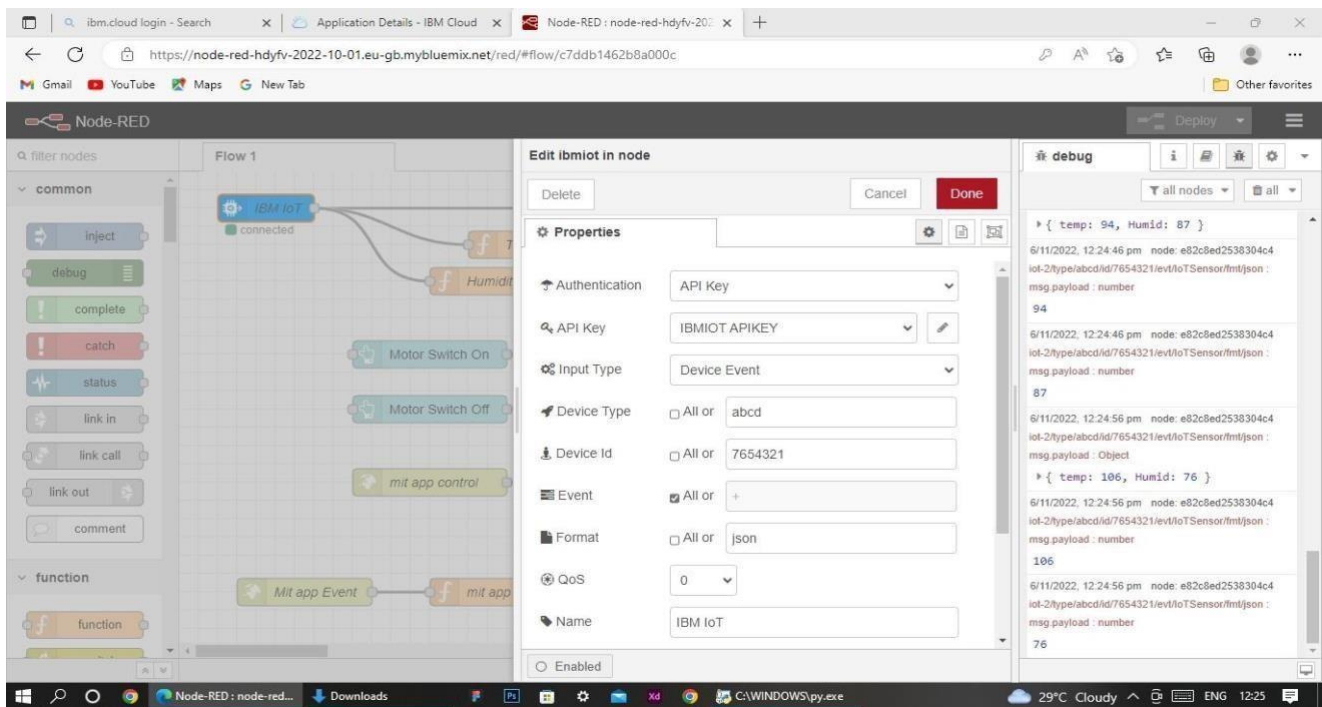 ibm.cloud login - Search
Application Details - IBM Cloud
Node-RED : node-red-hdyfv-202
https://node-red-hdyfv-2022-10-01.eu-gb.mybluemix.net/red/#flow/c7ddb1462b8a000c
Gmail YouTube Maps New Tab Other favorites
Node-RED Deploy
filter nodes
common
inject
debug
complete
catch
status
link in
link call
link out
comment
function
function
Flow 1
IBM IoT
connected
T
Humidit
Motor Switch On
Motor Switch Off
mit app control
Mit app Event
mit app
Edit ibmiot in node
Delete Cancel Done
Properties
Authentication API Key
API Key IBMIOT APIKEY
Input Type Device Event
Device Type All or abcd
Device Id All or 7654321
Event All or +
Format All or json
QoS 0
Name IBM IoT
Enabled
debug i
all nodes all
{ temp: 94, Humid: 87 }
6/11/2022, 12:24:46 pm node: e82c8ed2538304c4
iot-2/type/abcd/id/7654321/evt/IoTSensor/fmt/json :
msg.payload : number
94
6/11/2022, 12:24:46 pm node: e82c8ed2538304c4
iot-2/type/abcd/id/7654321/evt/IoTSensor/fmt/json :
msg.payload : number
87
6/11/2022, 12:24:56 pm node: e82c8ed2538304c4
iot-2/type/abcd/id/7654321/evt/IoTSensor/fmt/json :
msg.payload : Object
{ temp: 106, Humid: 76 }
6/11/2022, 12:24:56 pm node: e82c8ed2538304c4
iot-2/type/abcd/id/7654321/evt/IoTSensor/fmt/json :
msg.payload : number
106
6/11/2022, 12:24:56 pm node: e82c8ed2538304c4
iot-2/type/abcd/id/7654321/evt/IoTSensor/fmt/json :
msg.payload : number
76
Node-RED : node-red... Downloads Ps Xd C:\WINDOWS\py.exe 29°C Cloudy ENG 12:25